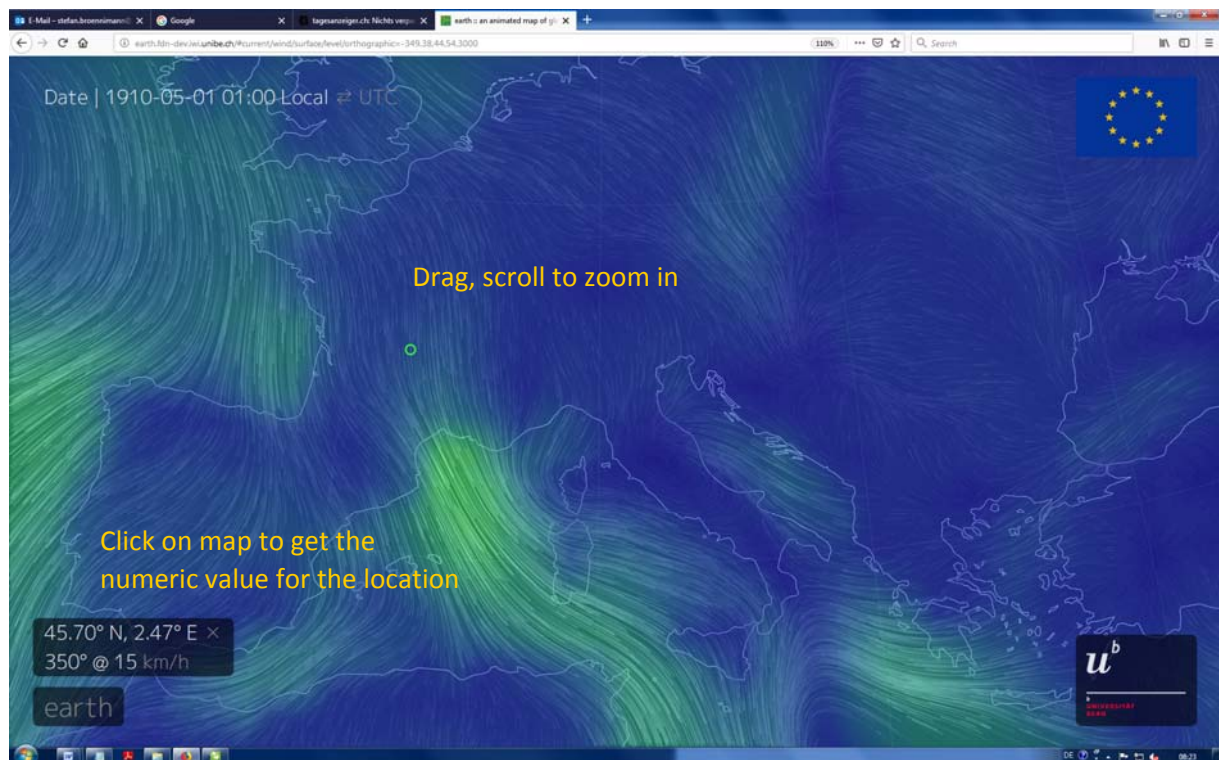 E-Mail – stefan.broennimann@
Google
tagesanzeiger.ch: Nichts verpa
earth :: an animated map of glo
earth.fdn-dev.iwi.unibe.ch/#current/wind/surface/level/orthographic=-349.38,44.54,3000
110%
Search
Date | 1910-05-01 01:00 Local ⇄ UTC
Drag, scroll to zoom in
Click on map to get the
numeric value for the location
45.70° N, 2.47° E ×
350° @ 15 km/h
earth
u
b
b
UNIVERSITÄT
BERN
DE
08:23